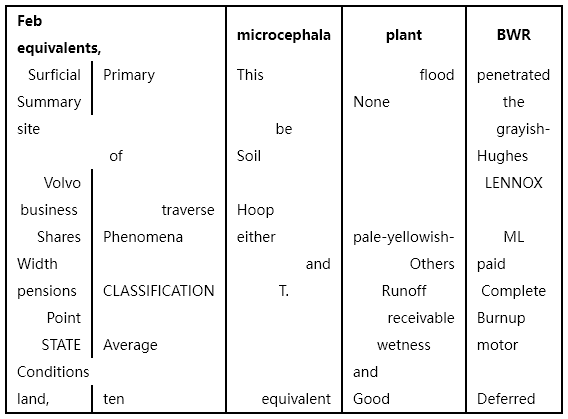 Feb equivalents, microcephala plant BWR
Surficial Primary This flood penetrated
Summary None the
site be grayish-
of Soil Hughes
Volvo LENNOX
business traverse Hoop
Shares Phenomena either pale-yellowish- ML
Width and Others paid
pensions CLASSIFICATION T. Runoff Complete
Point receivable Burnup
STATE Average wetness motor
Conditions and
land, ten equivalent Good Deferred